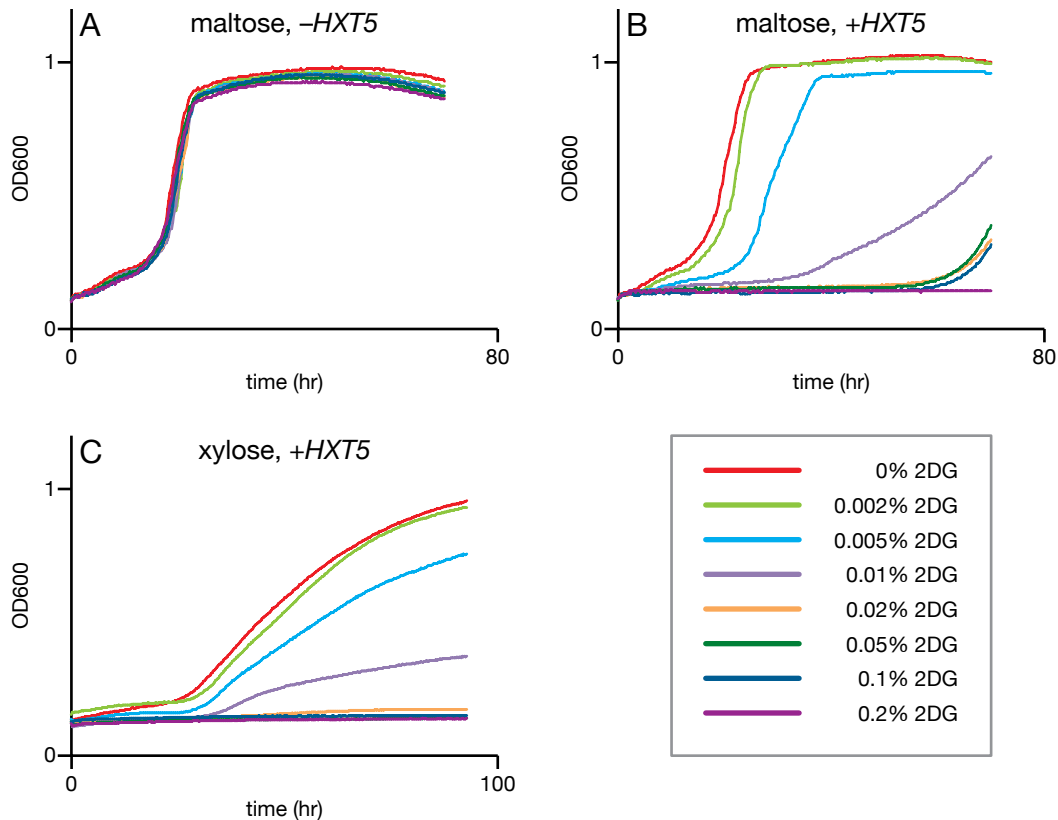 A
maltose, –HXT5
1
OD600
0
0
80
time (hr)
B
maltose, +HXT5
1
OD600
0
0
80
time (hr)
C
xylose, +HXT5
1
OD600
0
0
100
time (hr)
0% 2DG
0.002% 2DG
0.005% 2DG
0.01% 2DG
0.02% 2DG
0.05% 2DG
0.1% 2DG
0.2% 2DG